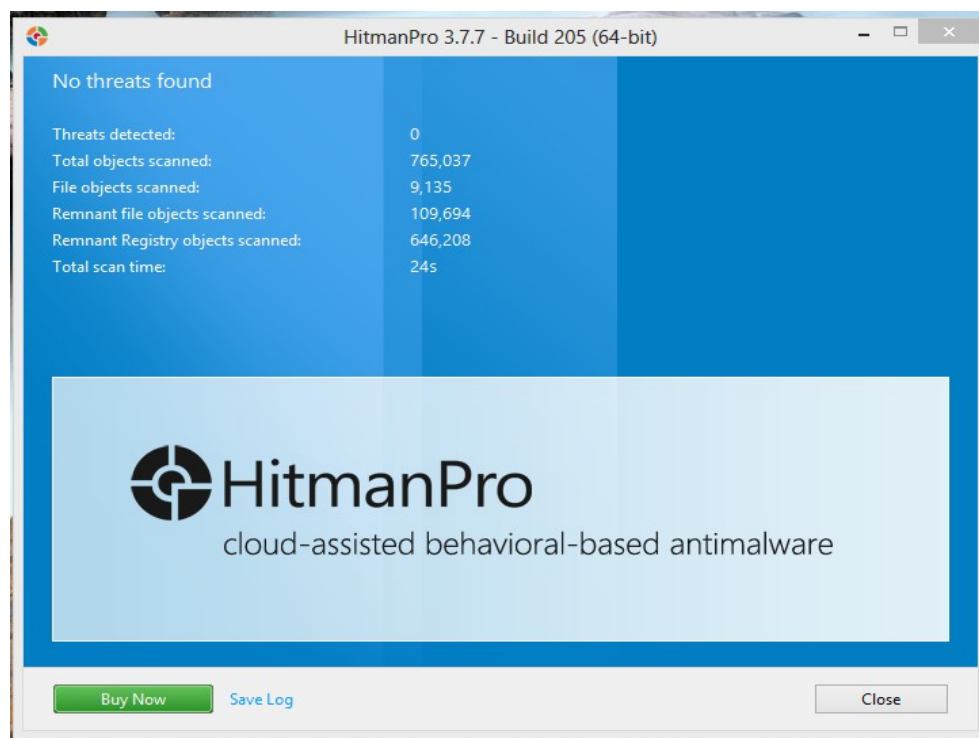 HitmanPro 3.7.7 - Build 205 (64-bit)
No threats found
Threats detected: 0
Total objects scanned: 765,037
File objects scanned: 9,135
Remnant file objects scanned: 109,694
Remnant Registry objects scanned: 646,208
Total scan time: 24s
HitmanPro
cloud-assisted behavioral-based antimalware
Buy Now Save Log Close